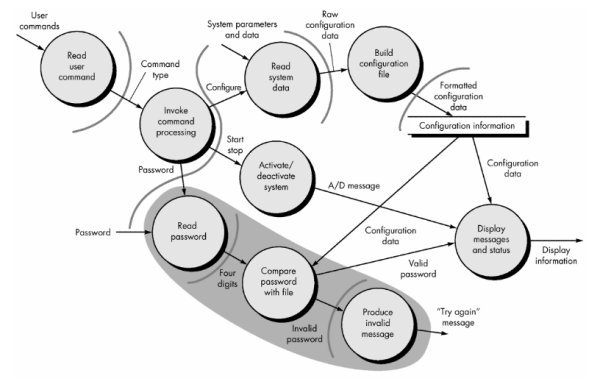 User
commands
Read
user
command
Command
type
Invoke
command
processing
System parameters
and data
Configure
Read
system
data
Raw
configuration
data
Build
configuration
file
Formatted
configuration
data
Configuration information
Start
stop
Activate/
deactivate
system
A/D message
Configuration
data
Password
Password
Read
password
Four
digits
Compare
password
with file
Configuration
data
Valid
password
Display
messages
and status
Display
information
Invalid
password
Produce
invalid
message
"Try again"
message